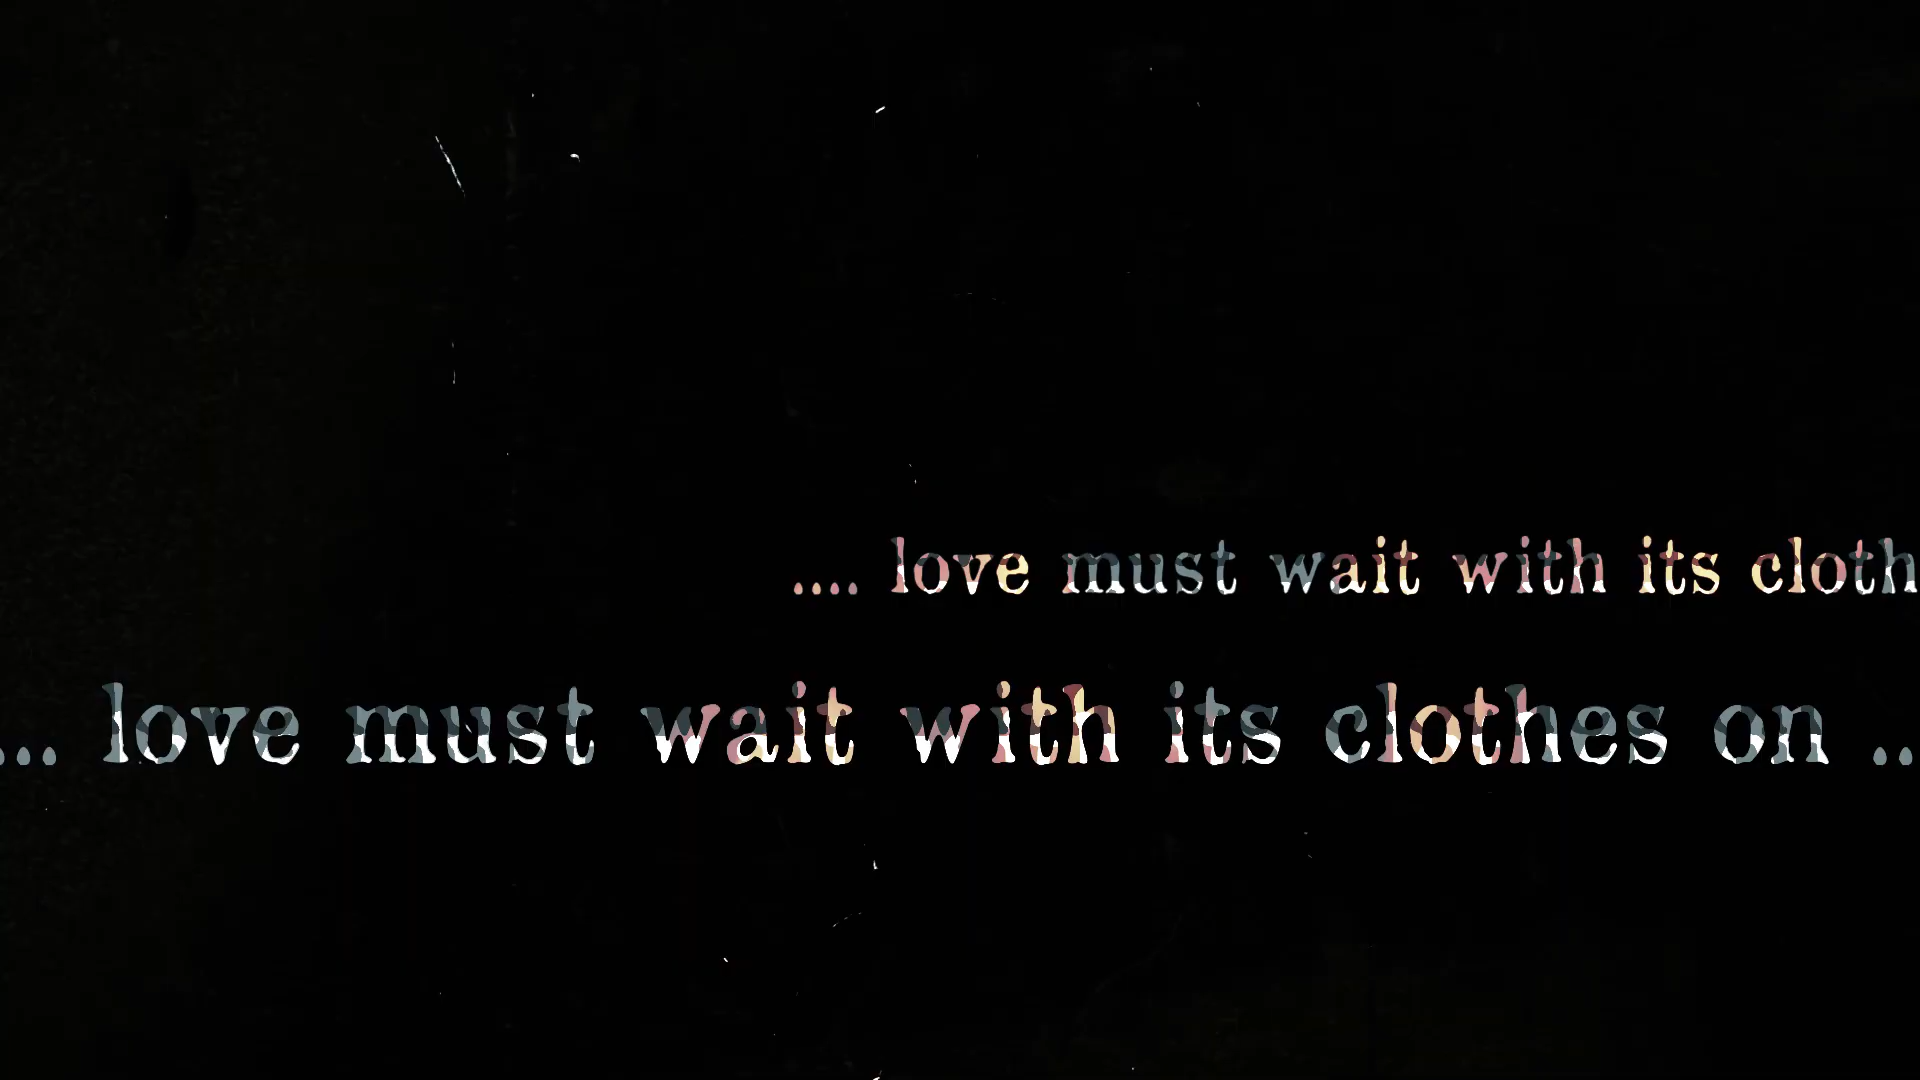 .... love must wait with its cloth
... love must wait with its clothes on ..